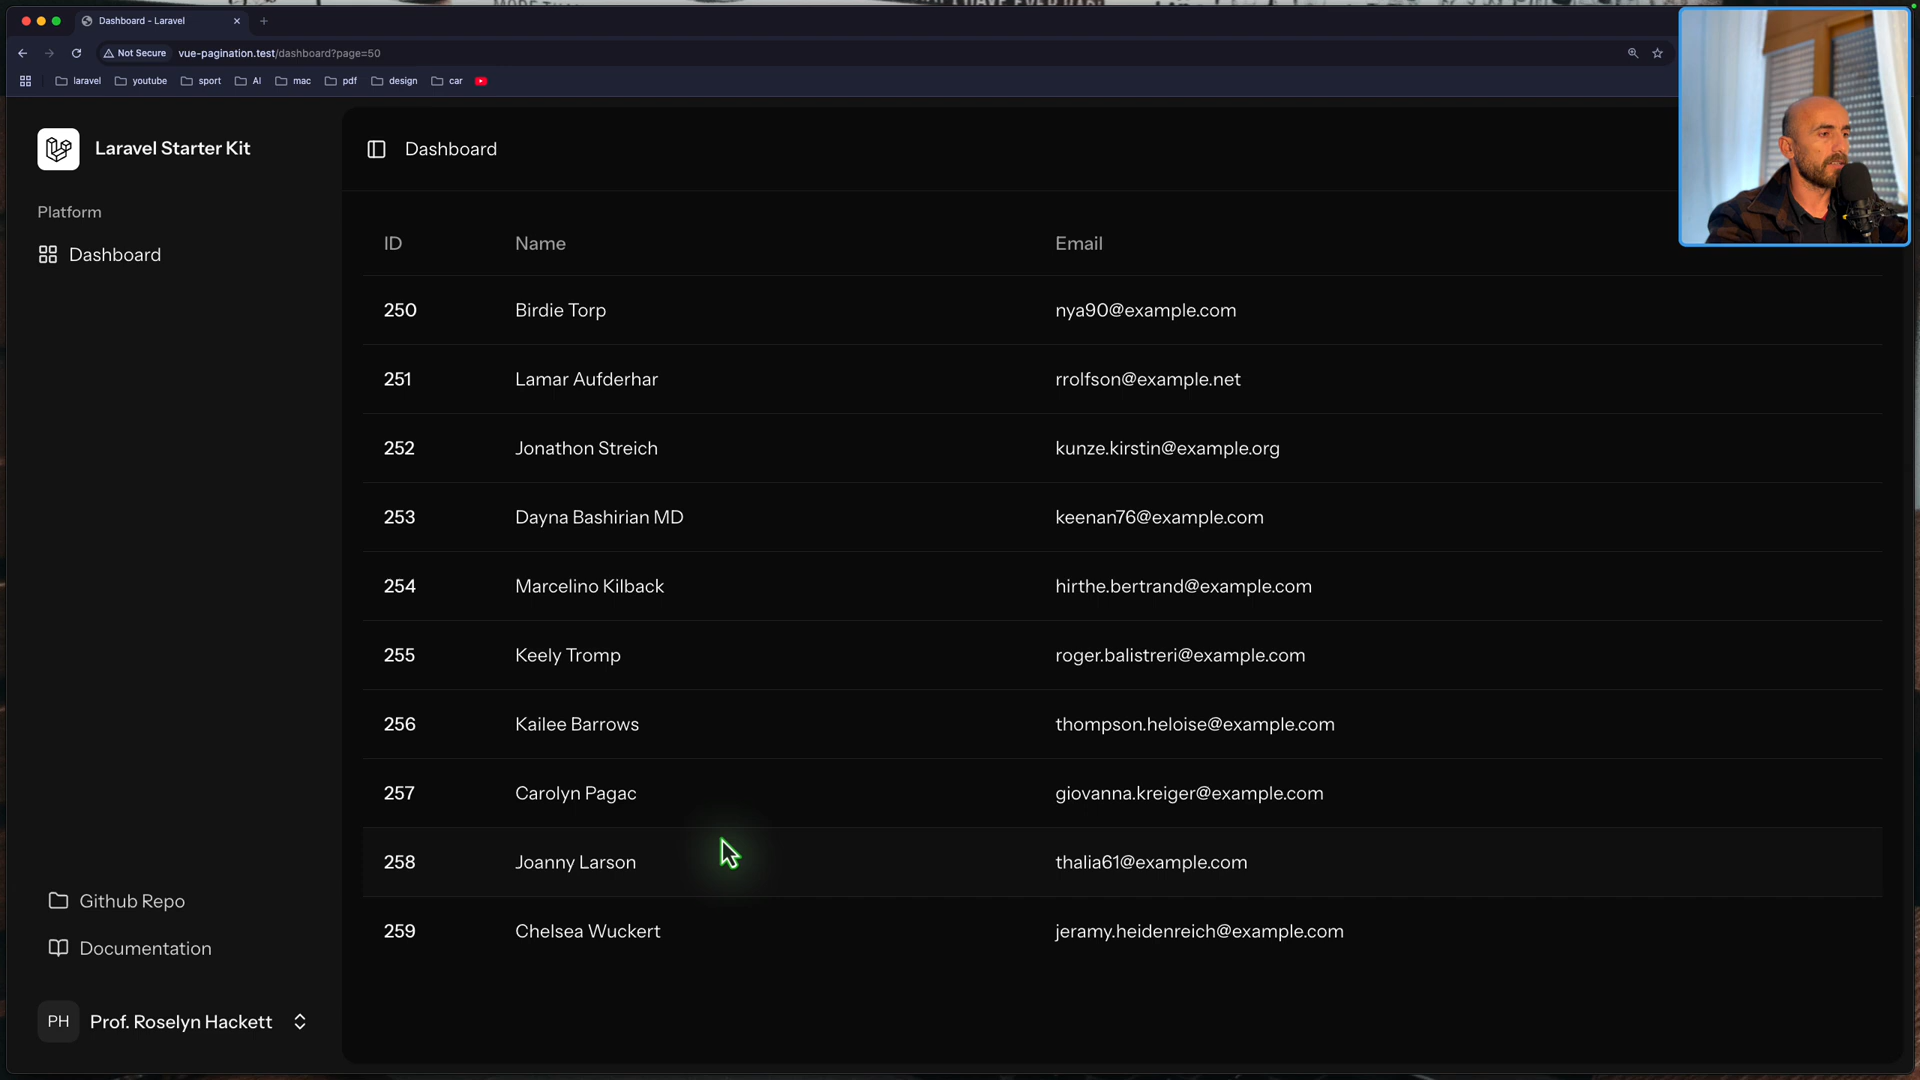 Dashboard - Laravel
Not Secure
vue-pagination.test/dashboard?page=50
laravel
youtube
sport
AI
mac
pdf
design
car
Laravel Starter Kit
Dashboard
Platform
Dashboard
ID Name Email
250 Birdie Torp nya90@example.com
251 Lamar Aufderhar rrolfson@example.net
252 Jonathon Streich kunze.kirstin@example.org
253 Dayna Bashirian MD keenan76@example.com
254 Marcelino Kilback hirthe.bertrand@example.com
255 Keely Tromp roger.balistreri@example.com
256 Kailee Barrows thompson.heloise@example.com
257 Carolyn Pagac giovanna.kreiger@example.com
258 Joanny Larson thalia61@example.com
259 Chelsea Wuckert jeramy.heidenreich@example.com
Github Repo
Documentation
PH Prof. Roselyn Hackett